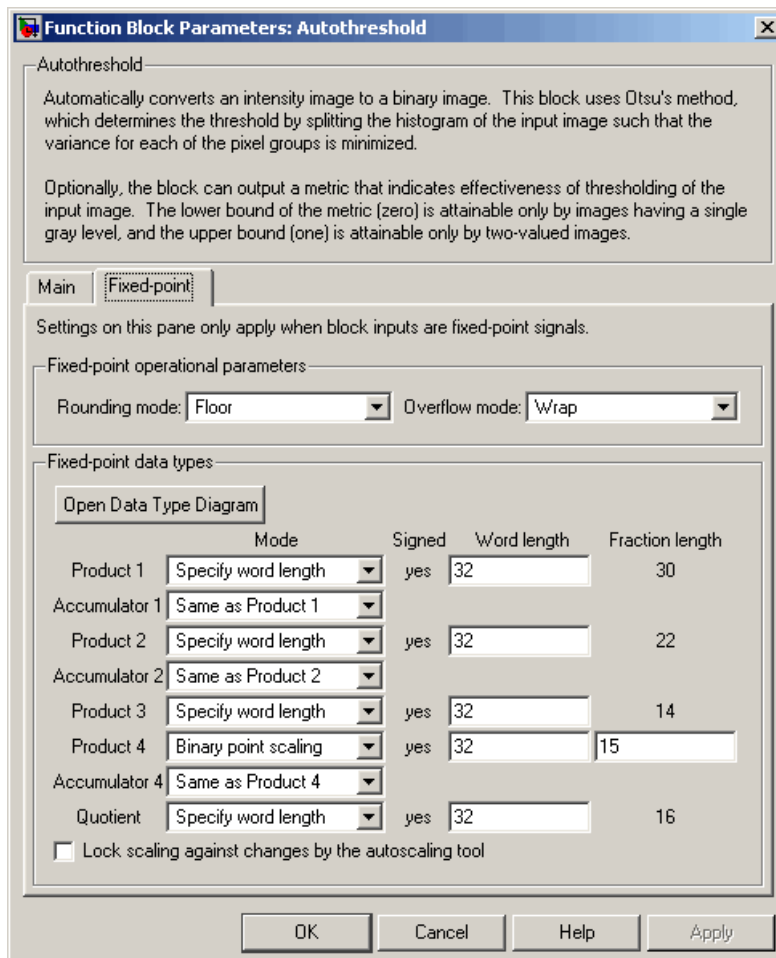 Function Block Parameters: Autothreshold
Autothreshold
Automatically converts an intensity image to a binary image.  This block uses Otsu's method,
which determines the threshold by splitting the histogram of the input image such that the
variance for each of the pixel groups is minimized.
Optionally, the block can output a metric that indicates effectiveness of thresholding of the
input image.  The lower bound of the metric (zero) is attainable only by images having a single
gray level, and the upper bound (one) is attainable only by two-valued images.
Main Fixed-point
Settings on this pane only apply when block inputs are fixed-point signals.
Fixed-point operational parameters
Rounding mode: Floor Overflow mode: Wrap
Fixed-point data types
Open Data Type Diagram
Mode Signed Word length Fraction length
Product 1 Specify word length yes 32 30
Accumulator 1 Same as Product 1
Product 2 Specify word length yes 32 22
Accumulator 2 Same as Product 2
Product 3 Specify word length yes 32 14
Product 4 Binary point scaling yes 32 15
Accumulator 4 Same as Product 4
Quotient Specify word length yes 32 16
Lock scaling against changes by the autoscaling tool
OK Cancel Help Apply